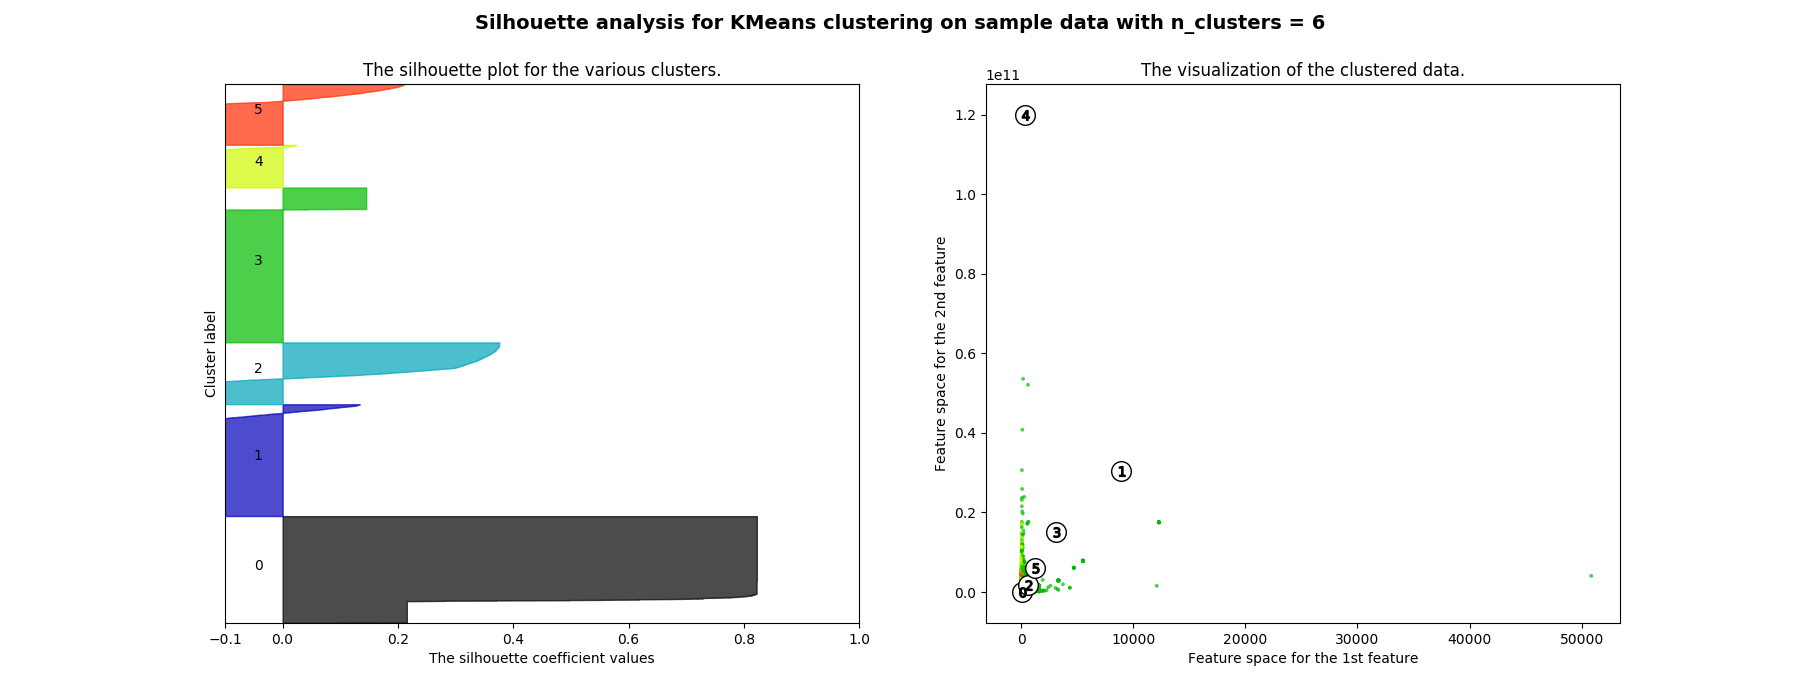 Silhouette analysis for KMeans clustering on sample data with n_clusters = 6
The silhouette plot for the various clusters.
Cluster label
5
4
3
2
1
0
−0.1 0.0 0.2 0.4 0.6 0.8 1.0
The silhouette coefficient values
The visualization of the clustered data.
1e11
Feature space for the 2nd feature
1.2
1.0
0.8
0.6
0.4
0.2
0.0
4
1
3
5
2
0
0 10000 20000 30000 40000 50000
Feature space for the 1st feature